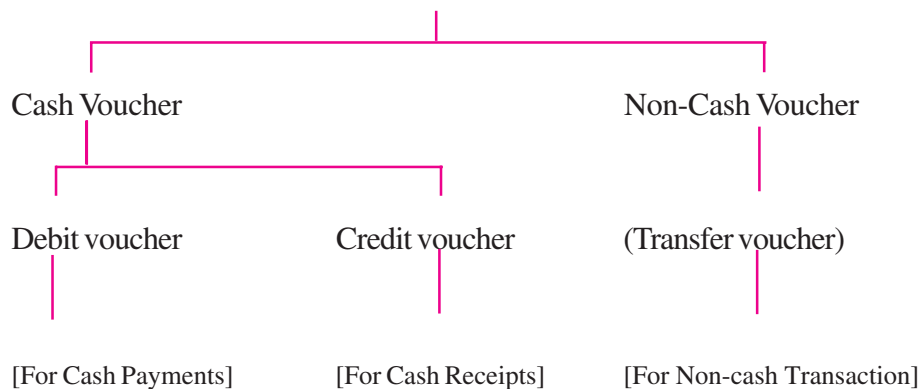 Cash Voucher Non-Cash Voucher
Debit voucher Credit voucher (Transfer voucher)
[For Cash Payments] [For Cash Receipts] [For Non-cash Transaction]